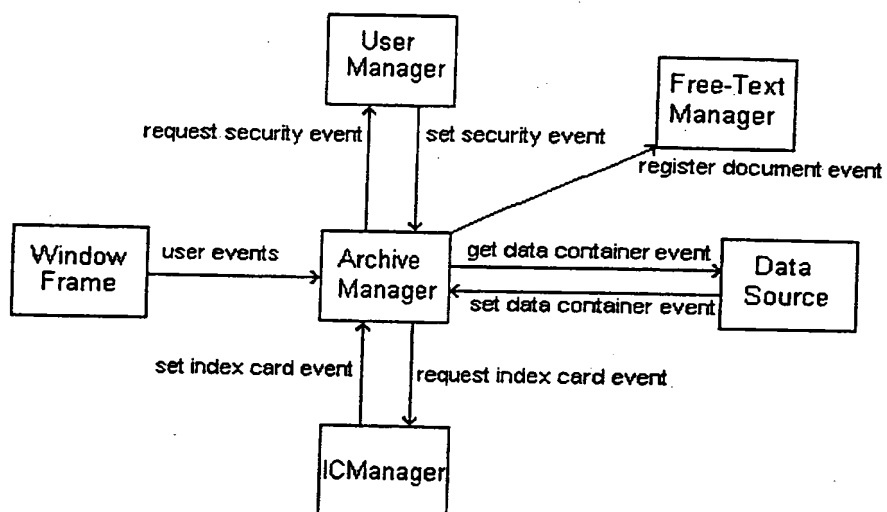 User
Manager
Free-Text
Manager
request security event
set security event
register document event
Window
Frame
user events
Archive
Manager
get data container event
set data container event
Data
Source
set index card event
request index card event
ICManager